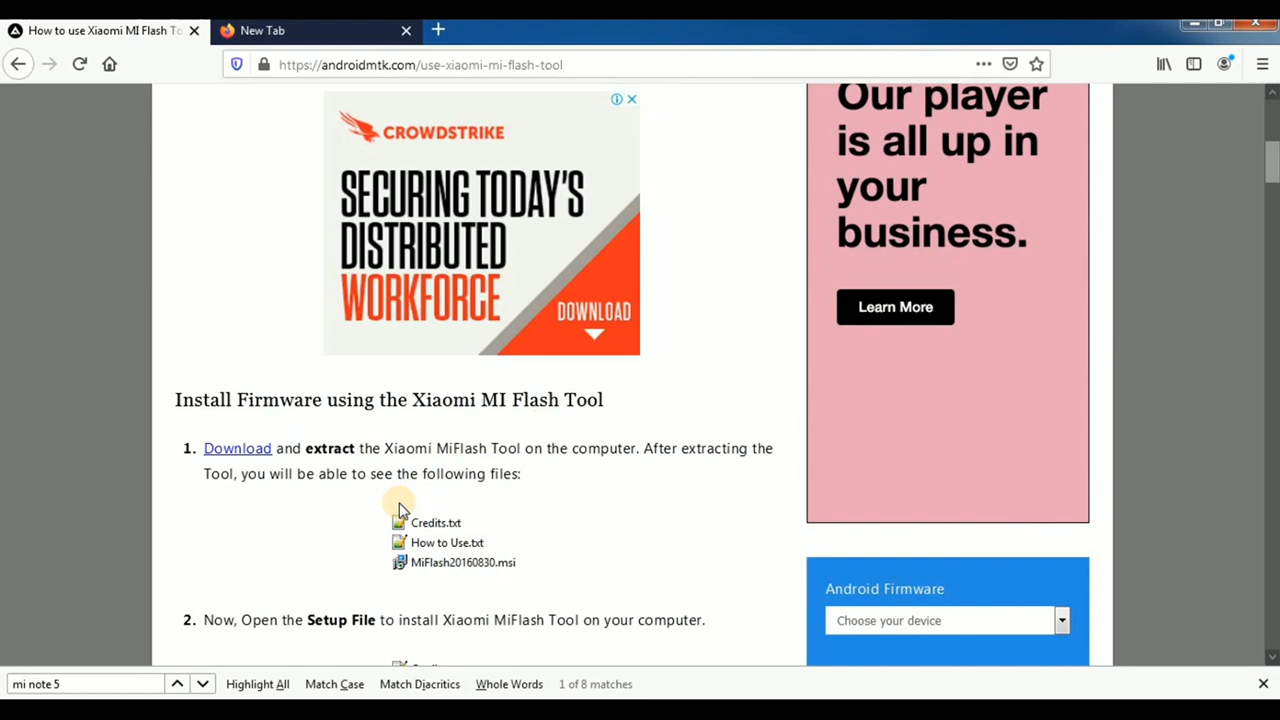 How to use Xiaomi MI Flash To
New Tab
https://androidmtk.com/use-xiaomi-mi-flash-tool
CROWDSTRIKE
SECURING TODAY'S
DISTRIBUTED
WORKFORCE
DOWNLOAD
Our player
is all up in
your
business.
Learn More
Install Firmware using the Xiaomi MI Flash Tool
1. Download and extract the Xiaomi MiFlash Tool on the computer. After extracting the
Tool, you will be able to see the following files:
Credits.txt
How to Use.txt
MiFlash20160830.msi
2. Now, Open the Setup File to install Xiaomi MiFlash Tool on your computer.
Android Firmware
Choose your device
mi note 5
Highlight All
Match Case
Match Diacritics
Whole Words
1 of 8 matches